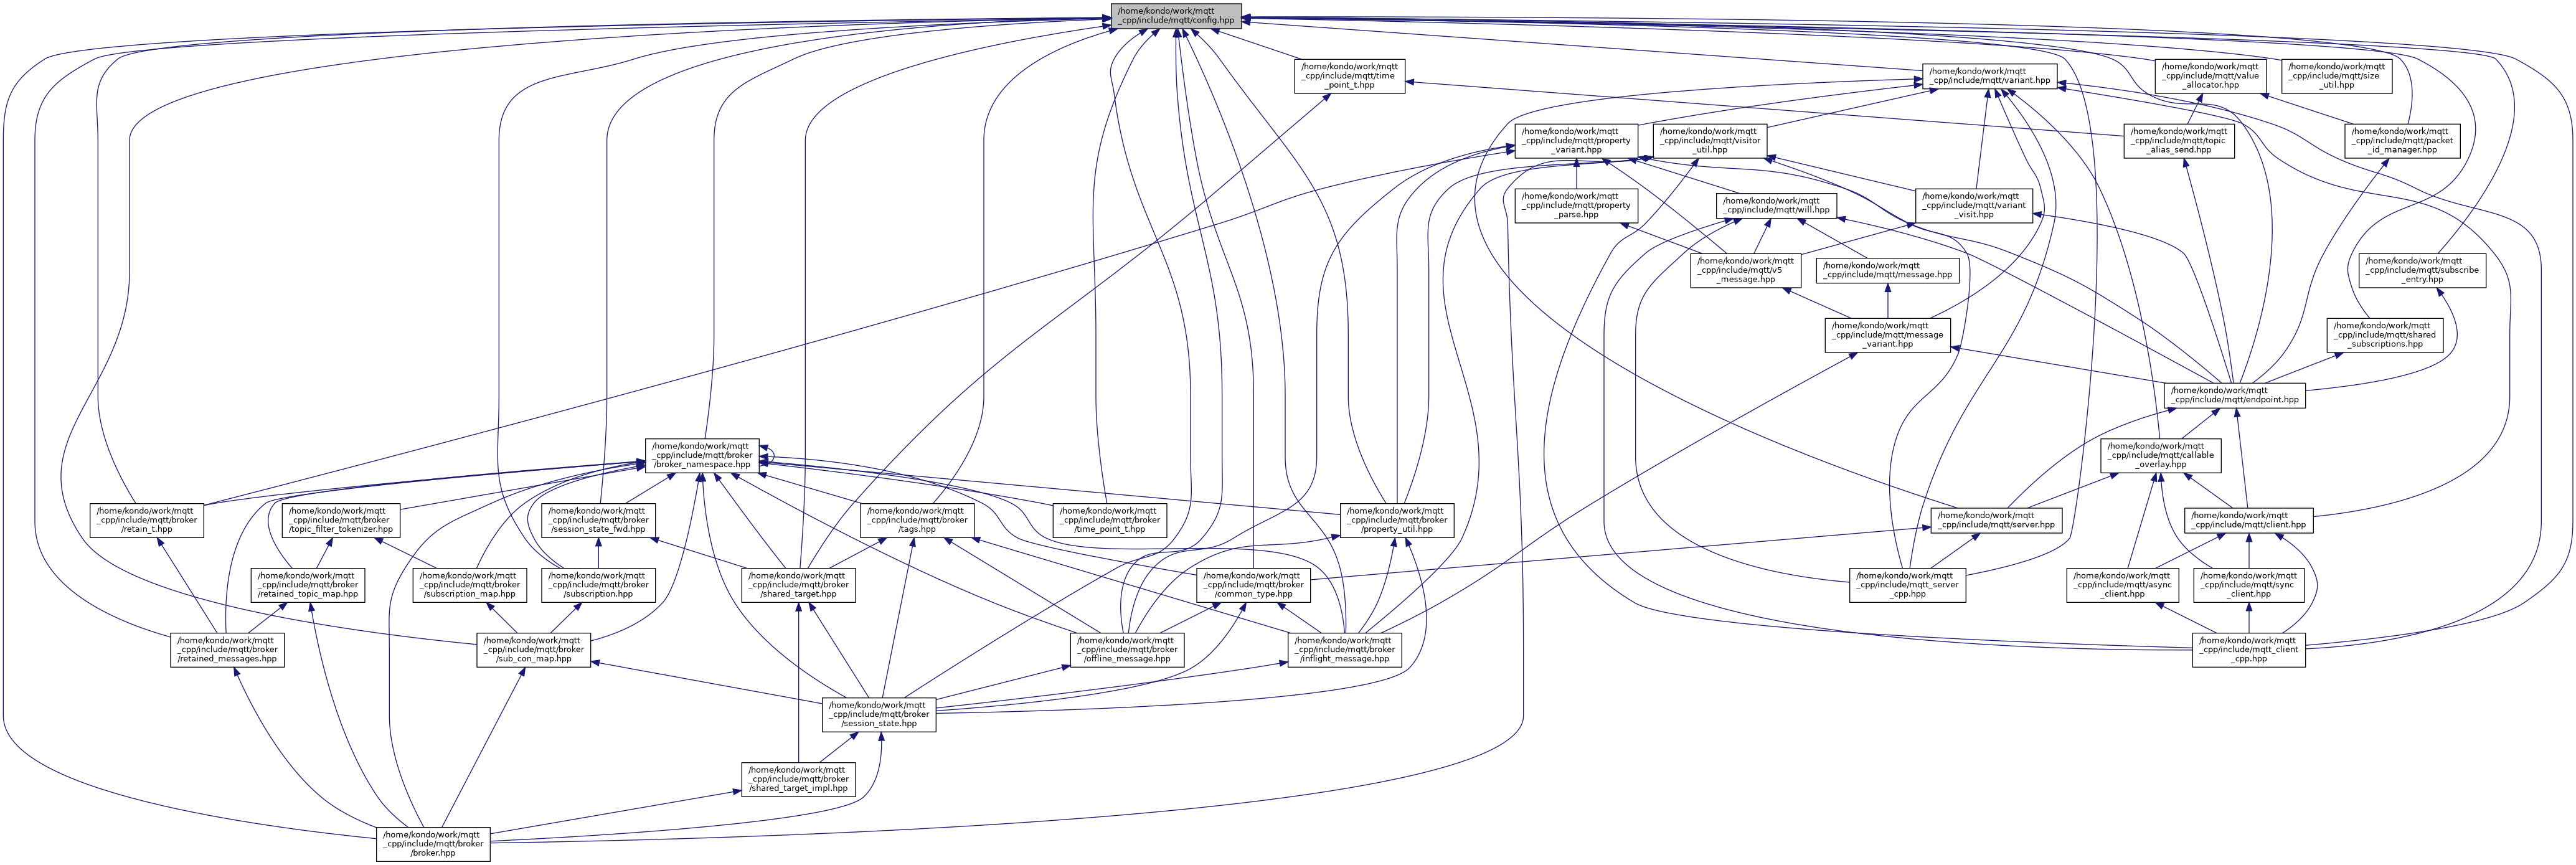 /home/kondo/work/mqtt
_cpp/include/mqtt/config.hpp
/home/kondo/work/mqtt
_cpp/include/mqtt/time
_point_t.hpp
/home/kondo/work/mqtt
_cpp/include/mqtt/variant.hpp
/home/kondo/work/mqtt
_cpp/include/mqtt/value
_allocator.hpp
/home/kondo/work/mqtt
_cpp/include/mqtt/size
_util.hpp
/home/kondo/work/mqtt
_cpp/include/mqtt/property
_variant.hpp
/home/kondo/work/mqtt
_cpp/include/mqtt/visitor
_util.hpp
/home/kondo/work/mqtt
_cpp/include/mqtt/topic
_alias_send.hpp
/home/kondo/work/mqtt
_cpp/include/mqtt/packet
_id_manager.hpp
/home/kondo/work/mqtt
_cpp/include/mqtt/property
_parse.hpp
/home/kondo/work/mqtt
_cpp/include/mqtt/will.hpp
/home/kondo/work/mqtt
_cpp/include/mqtt/variant
_visit.hpp
/home/kondo/work/mqtt
_cpp/include/mqtt/v5
_message.hpp
/home/kondo/work/mqtt
_cpp/include/mqtt/message.hpp
/home/kondo/work/mqtt
_cpp/include/mqtt/subscribe
_entry.hpp
/home/kondo/work/mqtt
_cpp/include/mqtt/message
_variant.hpp
/home/kondo/work/mqtt
_cpp/include/mqtt/shared
_subscriptions.hpp
/home/kondo/work/mqtt
_cpp/include/mqtt/endpoint.hpp
/home/kondo/work/mqtt
_cpp/include/mqtt/broker
/broker_namespace.hpp
/home/kondo/work/mqtt
_cpp/include/mqtt/callable
_overlay.hpp
/home/kondo/work/mqtt
_cpp/include/mqtt/broker
/retain_t.hpp
/home/kondo/work/mqtt
_cpp/include/mqtt/broker
/topic_filter_tokenizer.hpp
/home/kondo/work/mqtt
_cpp/include/mqtt/broker
/session_state_fwd.hpp
/home/kondo/work/mqtt
_cpp/include/mqtt/broker
/tags.hpp
/home/kondo/work/mqtt
_cpp/include/mqtt/broker
/time_point_t.hpp
/home/kondo/work/mqtt
_cpp/include/mqtt/broker
/property_util.hpp
/home/kondo/work/mqtt
_cpp/include/mqtt/server.hpp
/home/kondo/work/mqtt
_cpp/include/mqtt/client.hpp
/home/kondo/work/mqtt
_cpp/include/mqtt/broker
/retained_topic_map.hpp
/home/kondo/work/mqtt
_cpp/include/mqtt/broker
/subscription_map.hpp
/home/kondo/work/mqtt
_cpp/include/mqtt/broker
/subscription.hpp
/home/kondo/work/mqtt
_cpp/include/mqtt/broker
/shared_target.hpp
/home/kondo/work/mqtt
_cpp/include/mqtt/broker
/common_type.hpp
/home/kondo/work/mqtt
_cpp/include/mqtt_server
_cpp.hpp
/home/kondo/work/mqtt
_cpp/include/mqtt/async
_client.hpp
/home/kondo/work/mqtt
_cpp/include/mqtt/sync
_client.hpp
/home/kondo/work/mqtt
_cpp/include/mqtt/broker
/retained_messages.hpp
/home/kondo/work/mqtt
_cpp/include/mqtt/broker
/sub_con_map.hpp
/home/kondo/work/mqtt
_cpp/include/mqtt/broker
/offline_message.hpp
/home/kondo/work/mqtt
_cpp/include/mqtt/broker
/inflight_message.hpp
/home/kondo/work/mqtt
_cpp/include/mqtt_client
_cpp.hpp
/home/kondo/work/mqtt
_cpp/include/mqtt/broker
/session_state.hpp
/home/kondo/work/mqtt
_cpp/include/mqtt/broker
/shared_target_impl.hpp
/home/kondo/work/mqtt
_cpp/include/mqtt/broker
/broker.hpp